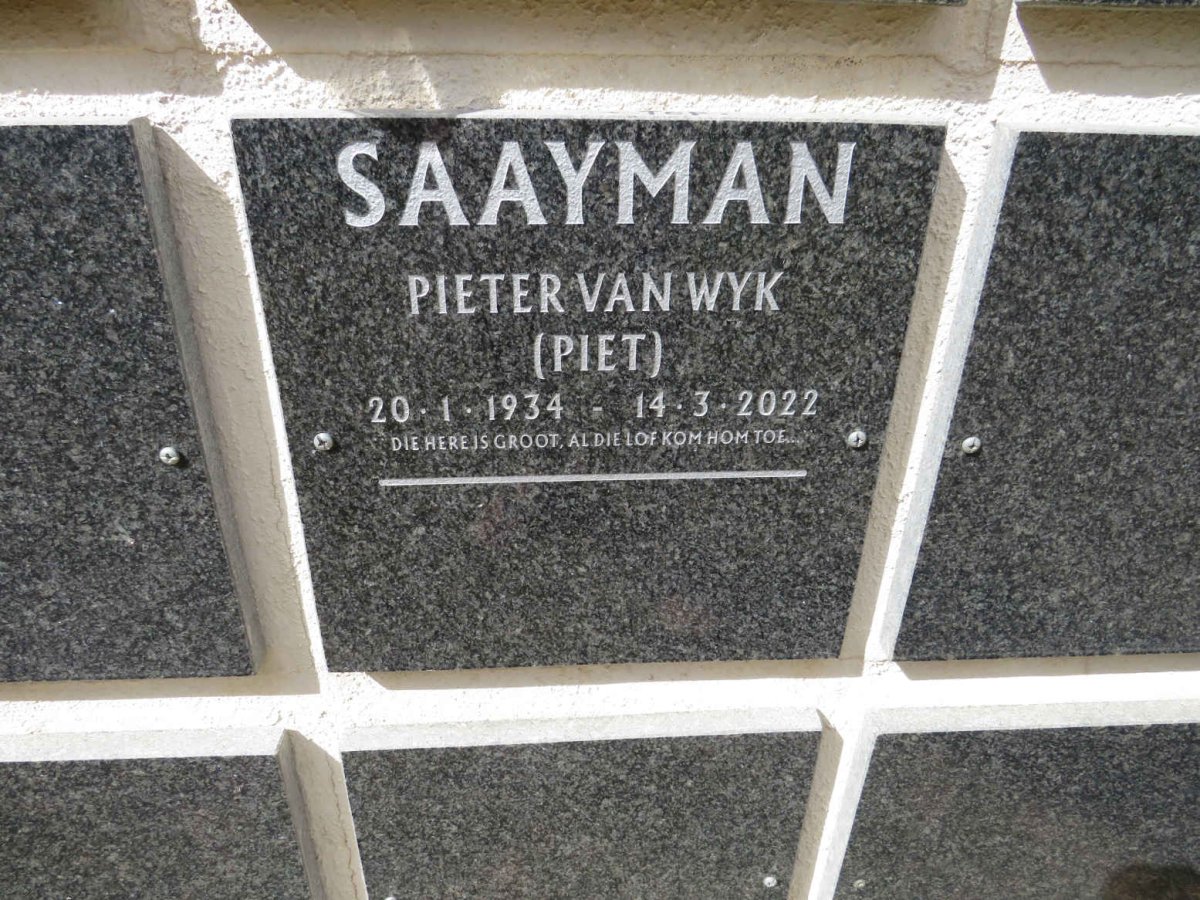 SAAYMAN
PIETER VAN WYK
(PIET)
20·1·1934 - 14·3·2022
DIE HERE IS GROOT, AL DIE LOF KOM HOM TOE...